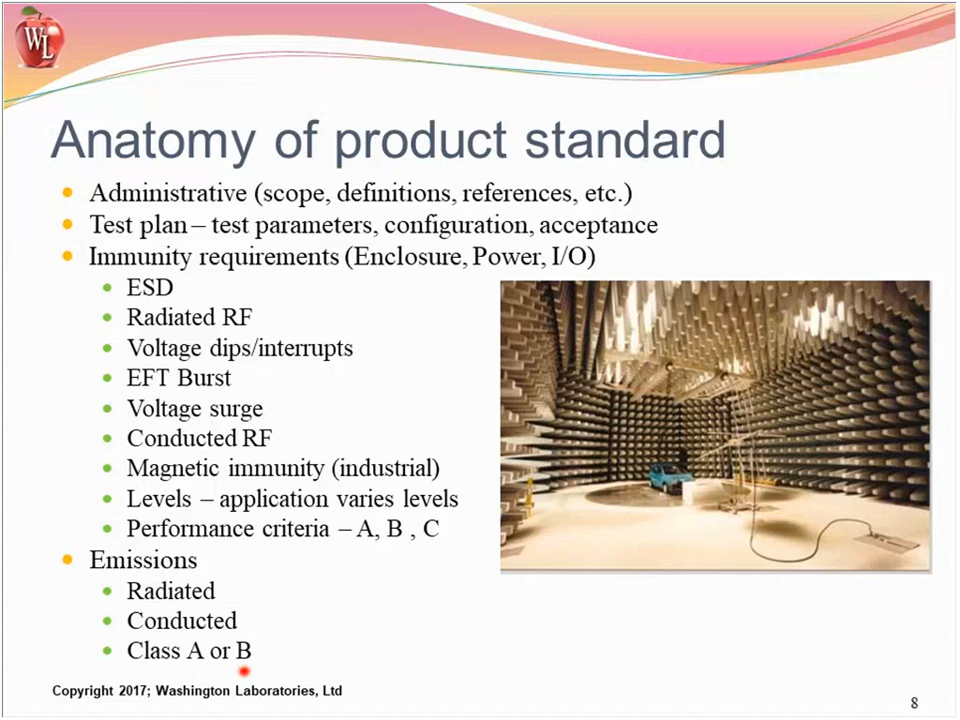 WL
Anatomy of product standard
Administrative (scope, definitions, references, etc.)
Test plan – test parameters, configuration, acceptance
Immunity requirements (Enclosure, Power, I/O)
ESD
Radiated RF
Voltage dips/interrupts
EFT Burst
Voltage surge
Conducted RF
Magnetic immunity (industrial)
Levels – application varies levels
Performance criteria – A, B , C
Emissions
Radiated
Conducted
Class A or B
Copyright 2017; Washington Laboratories, Ltd
8